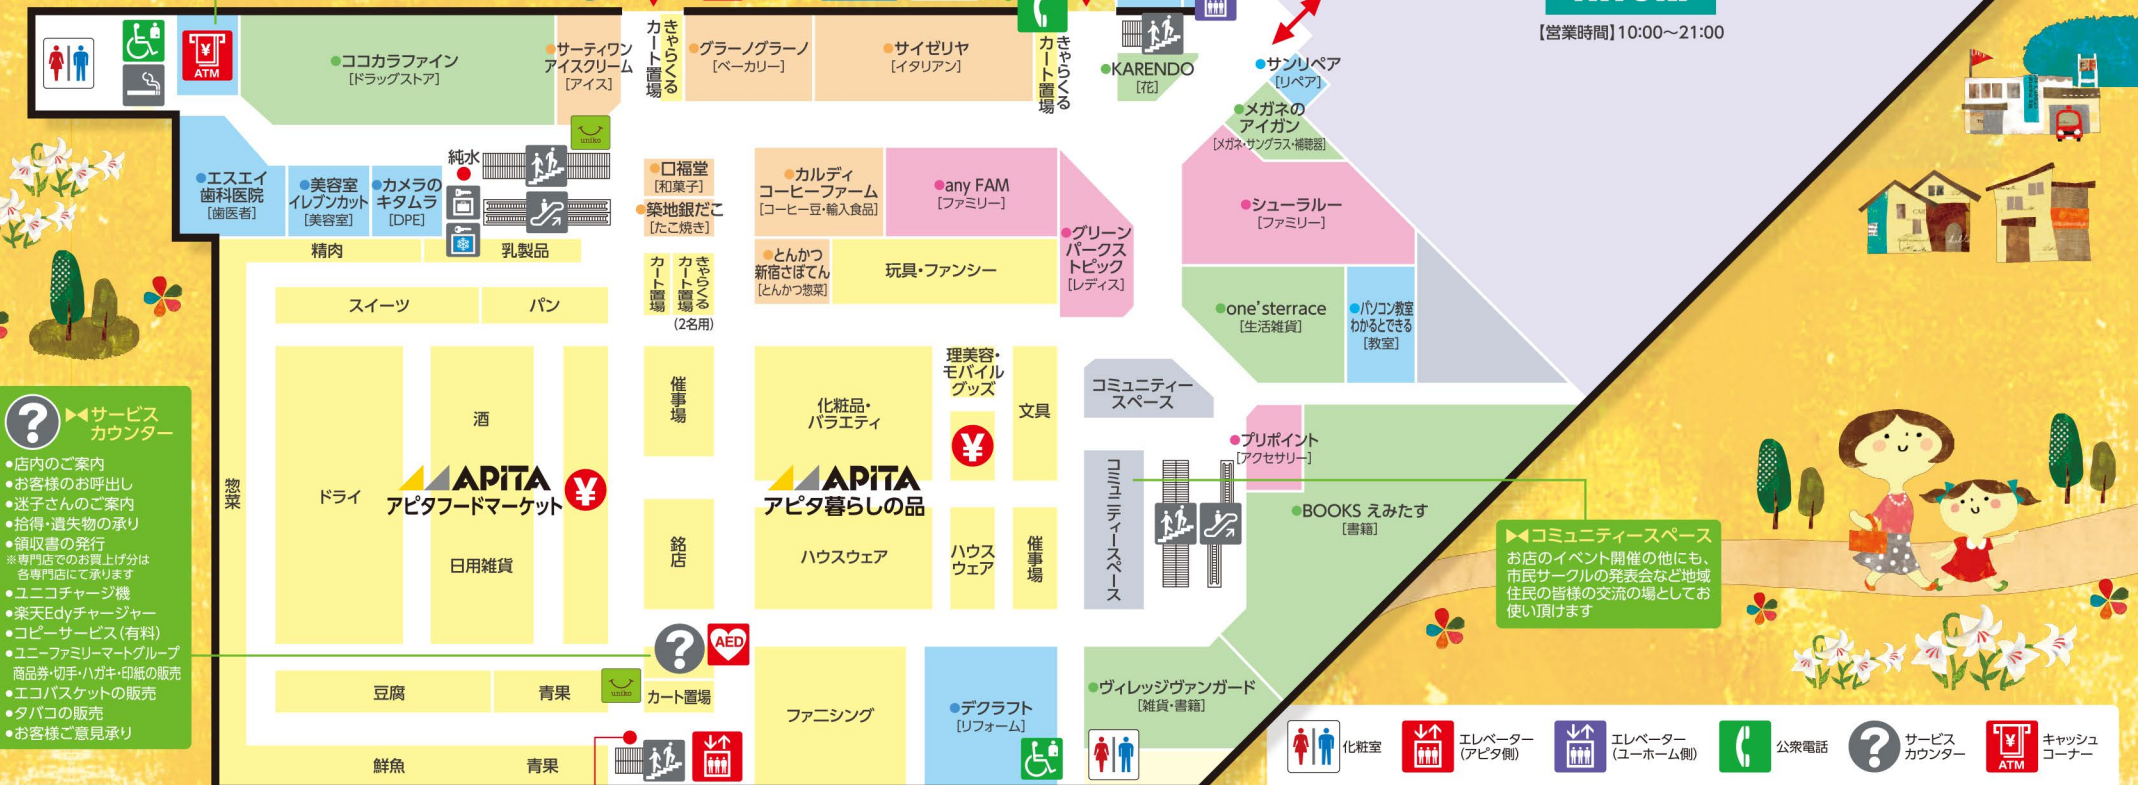 【営業時間】10:00～21:00
ATM
●ココカラファイン
[ドラッグストア]
●サーティワン
アイスクリーム
[アイス]
きゃらくる
カート置場
●グラーノグラーノ
[ベーカリー]
●サイゼリヤ
[イタリアン]
きゃらくる
カート置場
●KARENDO
[花]
●サンリペア
[リペア]
●メガネの
アイガン
[メガネ・サングラス・補聴器]
●エスエイ
歯科医院
[歯医者]
●美容室
イレブンカット
[美容室]
●カメラの
キタムラ
[DPE]
純水
uniko
●口福堂
[和菓子]
●築地銀だこ
[たこ焼き]
●カルディ
コーヒーファーム
[コーヒー豆・輸入食品]
●any FAM
[ファミリー]
●グリーン
パークス
トピック
[レディス]
●シューラルー
[ファミリー]
精肉
乳製品
カート置場
きゃらくる
カート置場
(2名用)
●とんかつ
新宿さぼてん
[とんかつ惣菜]
玩具・ファンシー
●one'sterrace
[生活雑貨]
●パソコン教室
わかるとできる
[教室]
スイーツ
パン
惣菜
ドライ
酒
APiTA
アピタフードマーケット
¥
日用雑貨
催事場
銘店
化粧品・
バラエティ
APiTA
アピタ暮らしの品
ハウスウェア
理美容・
モバイル
グッズ
¥
文具
ハウス
ウェア
催事場
コミュニティー
スペース
コミュニティースペース
●プリポイント
[アクセサリー]
●BOOKS えみたす
[書籍]
?
サービス
カウンター
●店内のご案内
●お客様のお呼出し
●迷子さんのご案内
●拾得・遺失物の承り
●領収書の発行
※専門店でのお買上げ分は
各専門店にて承ります
●ユニコチャージ機
●楽天Edyチャージャー
●コピーサービス(有料)
●ユニーファミリーマートグループ
商品券・切手・ハガキ・印紙の販売
●エコバスケットの販売
●タバコの販売
●お客様ご意見承り
コミュニティースペース
お店のイベント開催の他にも、
市民サークルの発表会など地域
住民の皆様の交流の場としてお
使い頂けます
?
AED
豆腐
青果
uniko
カート置場
鮮魚
青果
ファニシング
●デクラフト
[リフォーム]
●ヴィレッジヴァンガード
[雑貨・書籍]
化粧室
エレベーター
(アピタ側)
エレベーター
(ユーホーム側)
公衆電話
?
サービス
カウンター
ATM
キャッシュ
コーナー